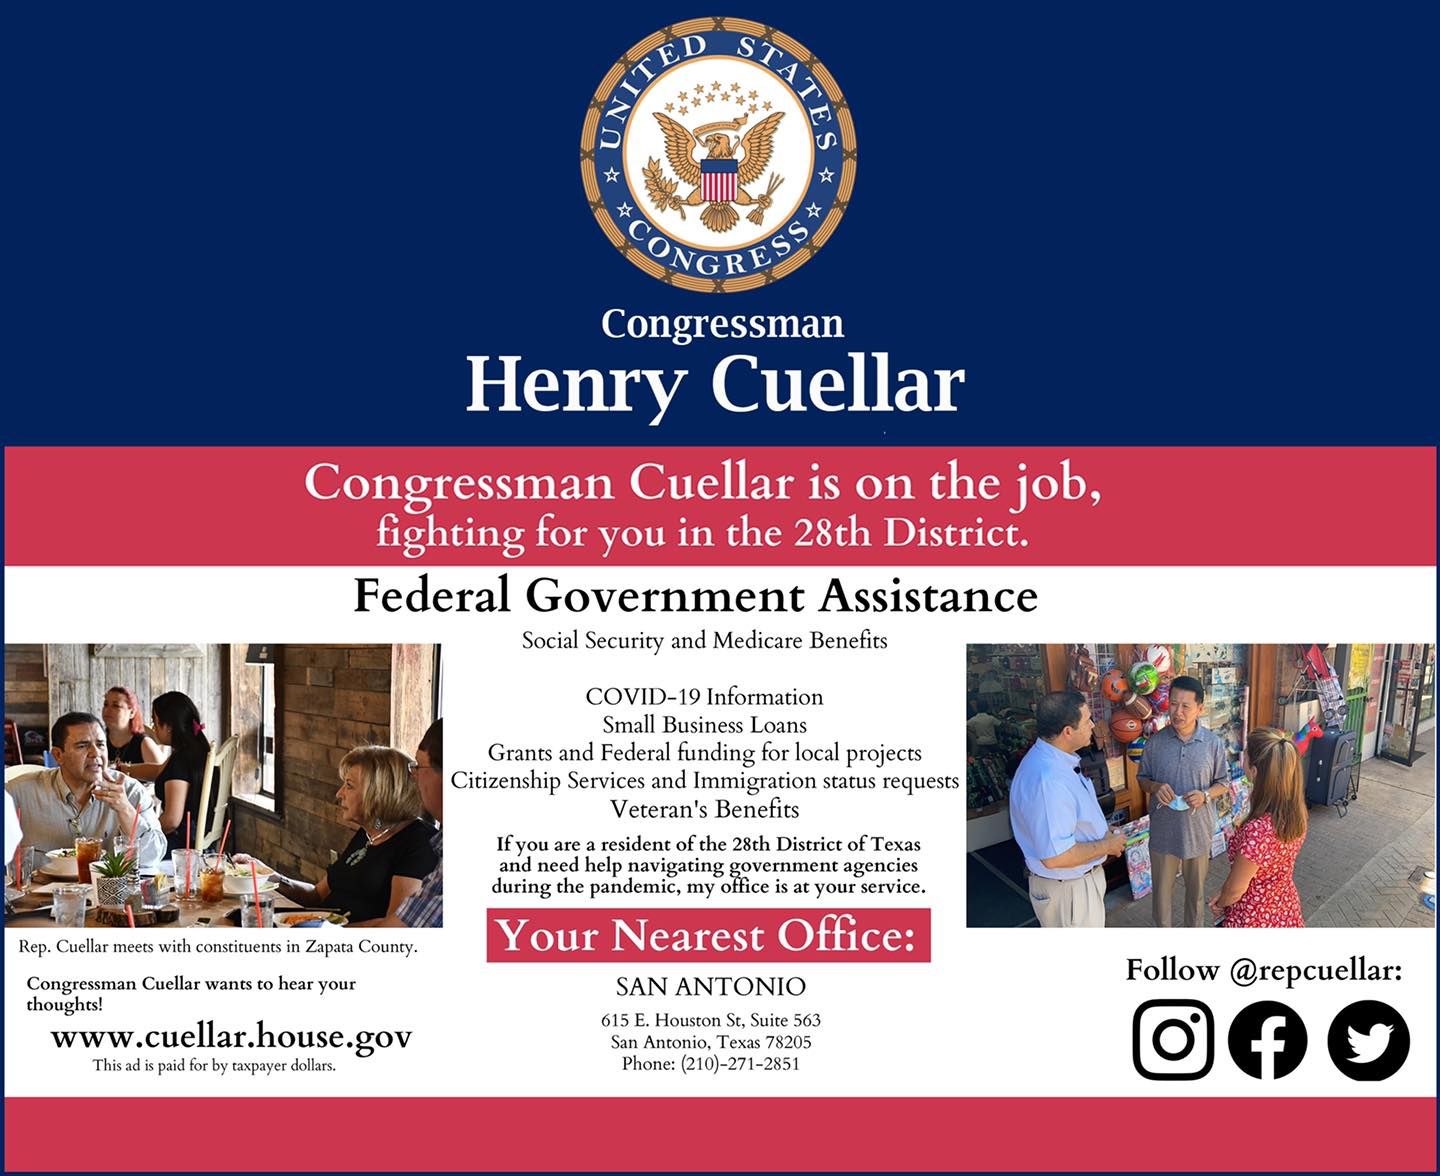 UNITED STATES
CONGRESS
Congressman
Henry Cuellar
Congressman Cuellar is on the job,
fighting for you in the 28th District.
Federal Government Assistance
Social Security and Medicare Benefits
COVID-19 Information
Small Business Loans
Grants and Federal funding for local projects
Citizenship Services and Immigration status requests
Veteran's Benefits
If you are a resident of the 28th District of Texas
and need help navigating government agencies
during the pandemic, my office is at your service.
Your Nearest Office:
SAN ANTONIO
615 E. Houston St, Suite 563
San Antonio, Texas 78205
Phone: (210)-271-2851
Rep. Cuellar meets with constituents in Zapata County.
Congressman Cuellar wants to hear your
thoughts!
www.cuellar.house.gov
This ad is paid for by taxpayer dollars.
Follow @repcuellar: